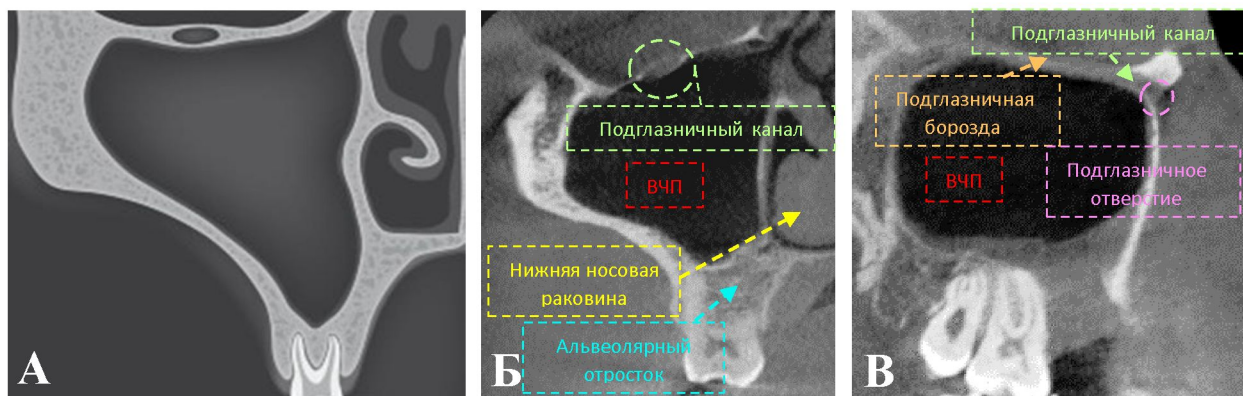 А
Подглазничный канал
ВЧП
Нижняя носовая
раковина
Альвеолярный
отросток
Б
Подглазничный канал
Подглазничная
борозда
ВЧП
Подглазничное
отверстие
В